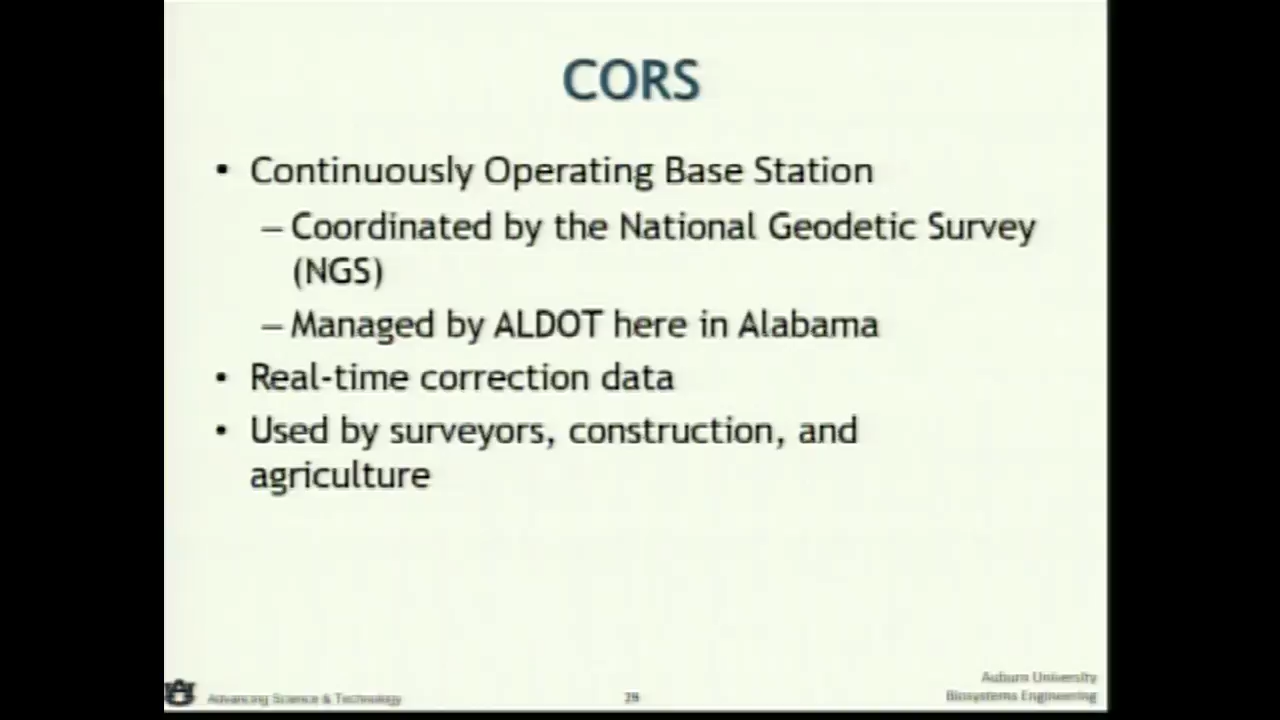 CORS
• Continuously Operating Base Station
– Coordinated by the National Geodetic Survey
(NGS)
– Managed by ALDOT here in Alabama
• Real-time correction data
• Used by surveyors, construction, and
agriculture
Advancing Science & Technology
Auburn University
Biosystems Engineering